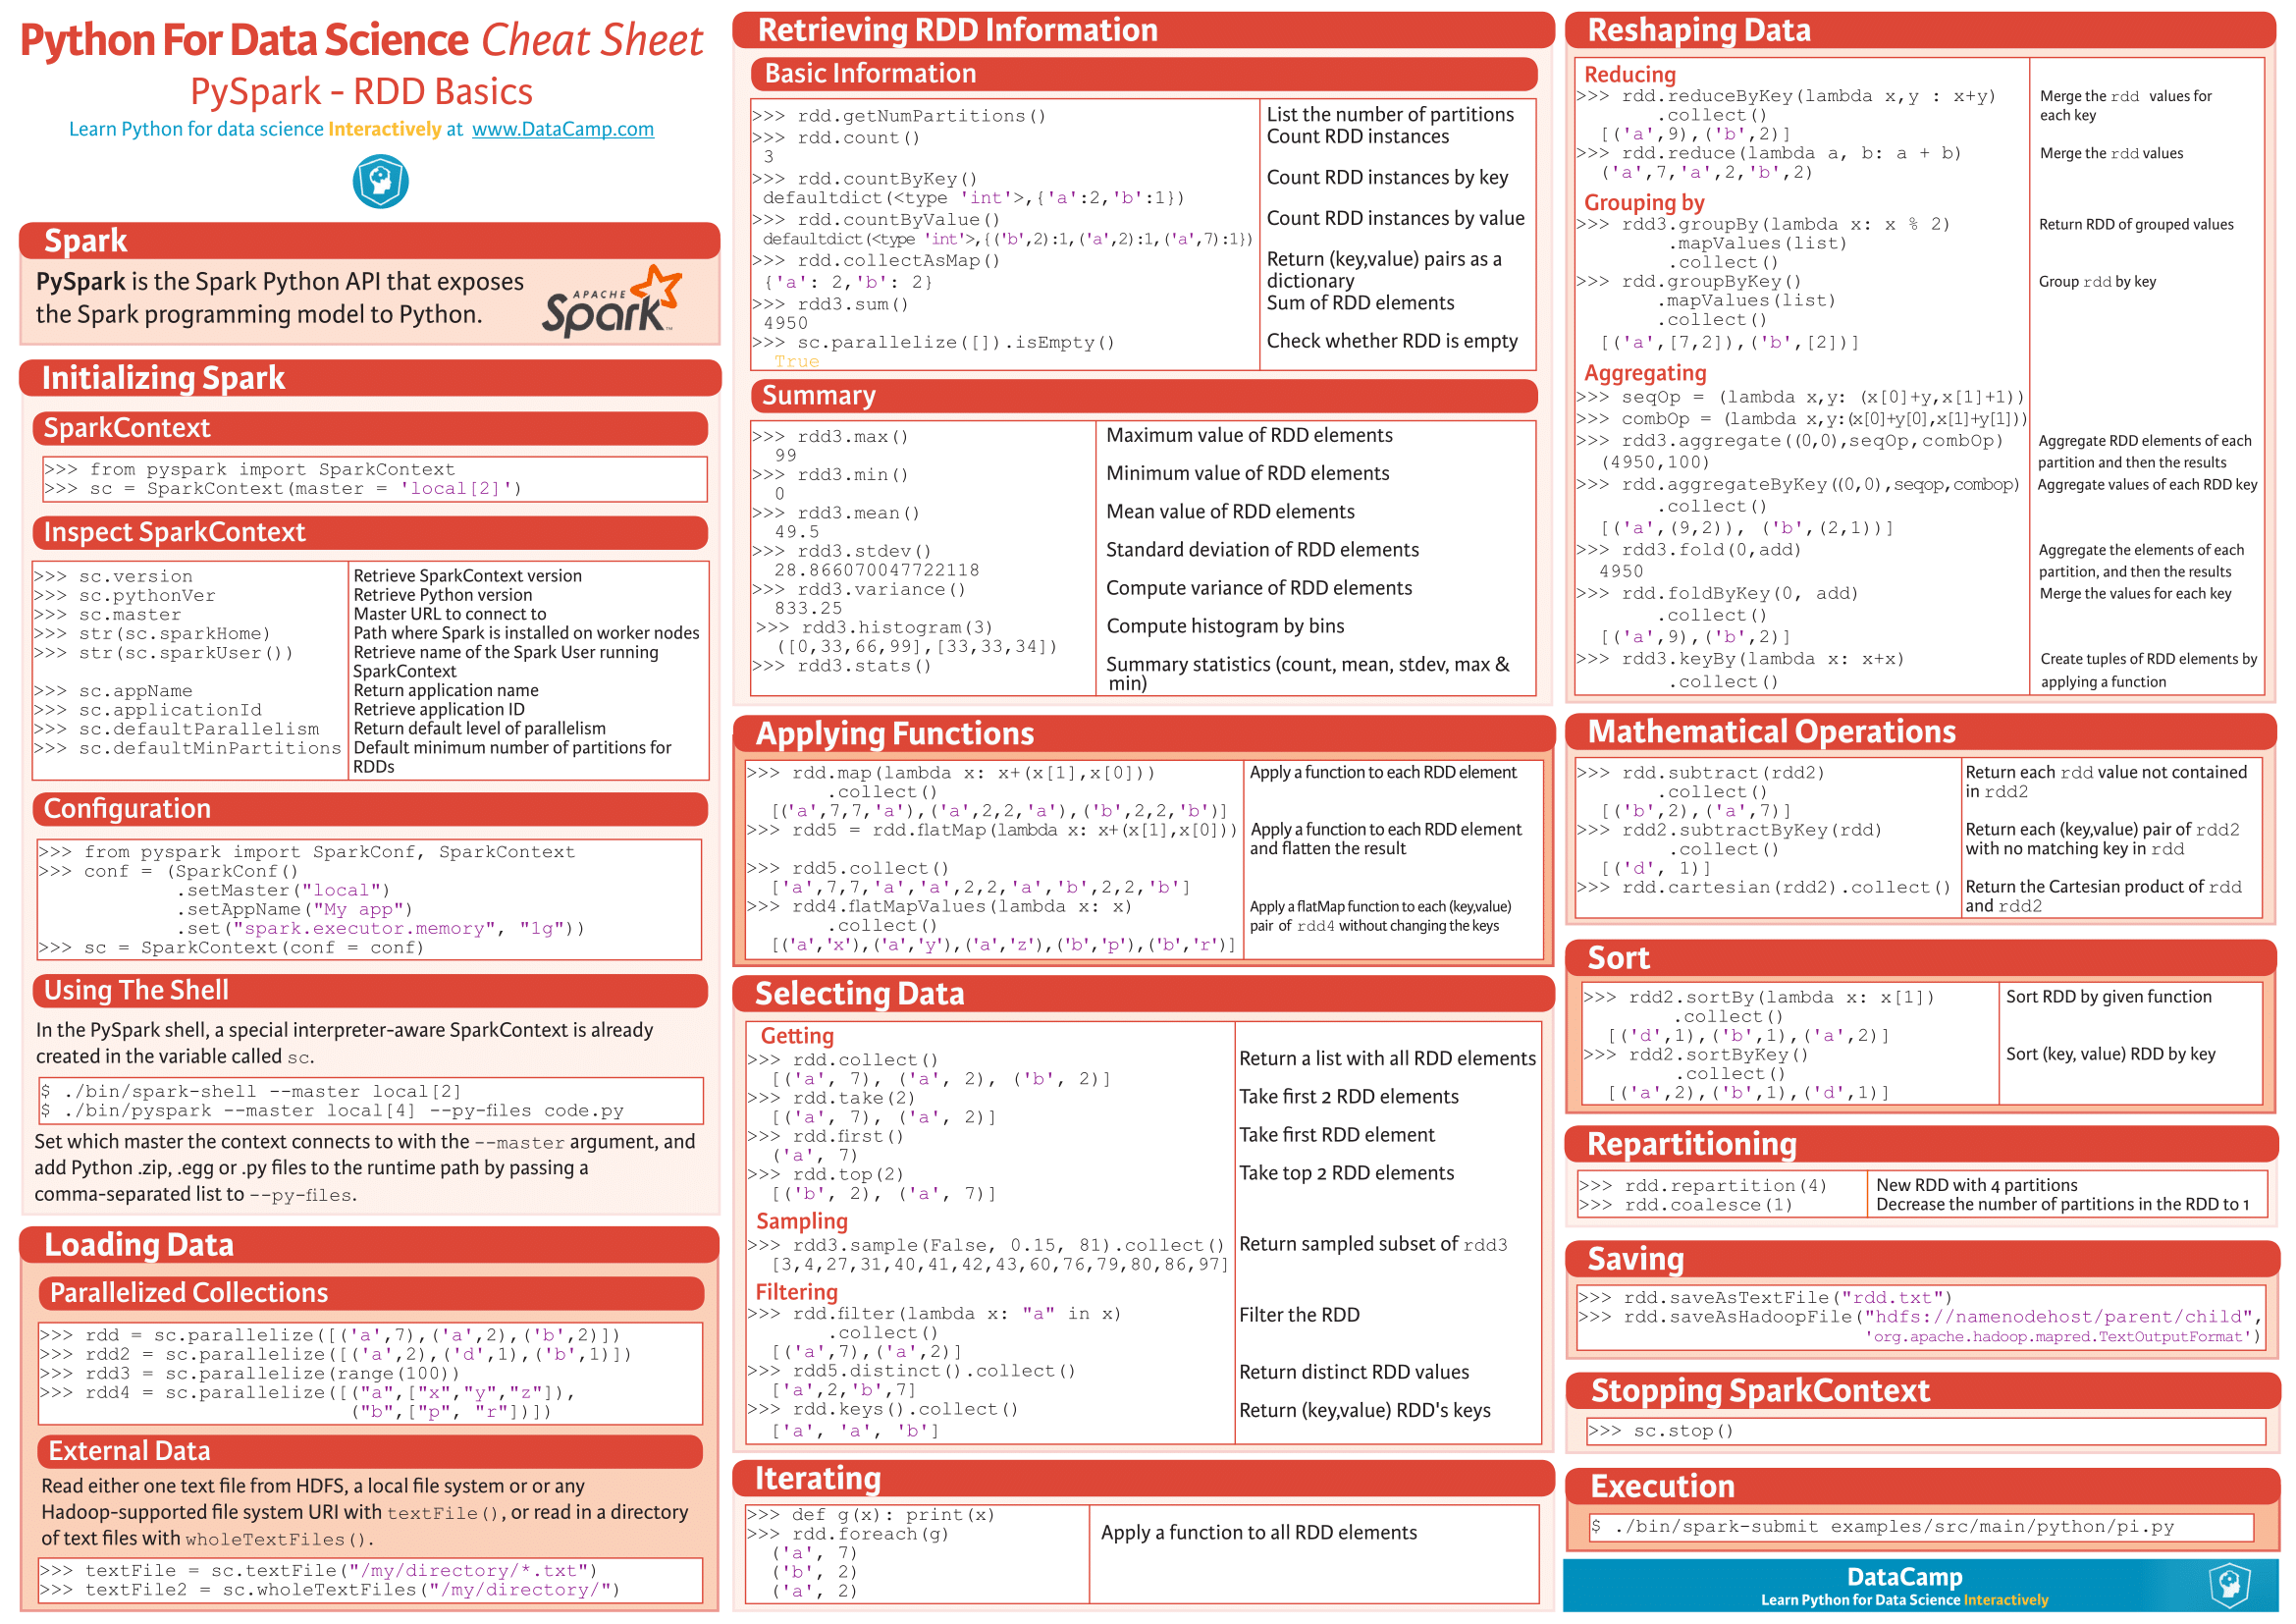 Python For Data Science Cheat Sheet
PySpark - RDD Basics
Learn Python for data science Interactively at www.DataCamp.com
Spark
PySpark is the Spark Python API that exposes
the Spark programming model to Python.
APACHE
Spark
TM
Initializing Spark
SparkContext
>>> from pyspark import SparkContext
>>> sc = SparkContext(master = 'local[2]')
Inspect SparkContext
>>> sc.version Retrieve SparkContext version
>>> sc.pythonVer Retrieve Python version
>>> sc.master Master URL to connect to
>>> str(sc.sparkHome) Path where Spark is installed on worker nodes
>>> str(sc.sparkUser()) Retrieve name of the Spark User running
SparkContext
>>> sc.appName Return application name
>>> sc.applicationId Retrieve application ID
>>> sc.defaultParallelism Return default level of parallelism
>>> sc.defaultMinPartitions Default minimum number of partitions for
RDDs
Configuration
>>> from pyspark import SparkConf, SparkContext
>>> conf = (SparkConf()
.setMaster("local")
.setAppName("My app")
.set("spark.executor.memory", "1g"))
>>> sc = SparkContext(conf = conf)
Using The Shell
In the PySpark shell, a special interpreter-aware SparkContext is already
created in the variable called sc.
$ ./bin/spark-shell --master local[2]
$ ./bin/pyspark --master local[4] --py-files code.py
Set which master the context connects to with the --master argument, and
add Python .zip, .egg or .py files to the runtime path by passing a
comma-separated list to --py-files.
Loading Data
Parallelized Collections
>>> rdd = sc.parallelize([('a',7),('a',2),('b',2)])
>>> rdd2 = sc.parallelize([('a',2),('d',1),('b',1)])
>>> rdd3 = sc.parallelize(range(100))
>>> rdd4 = sc.parallelize([("a",["x","y","z"]),
("b",["p", "r"])])
External Data
Read either one text file from HDFS, a local file system or or any
Hadoop-supported file system URI with textFile(), or read in a directory
of text files with wholeTextFiles().
>>> textFile = sc.textFile("/my/directory/*.txt")
>>> textFile2 = sc.wholeTextFiles("/my/directory/")
Retrieving RDD Information
Basic Information
>>> rdd.getNumPartitions() List the number of partitions
>>> rdd.count() Count RDD instances
3
>>> rdd.countByKey() Count RDD instances by key
defaultdict(<type 'int'>,{'a':2,'b':1})
>>> rdd.countByValue() Count RDD instances by value
defaultdict(<type 'int'>,{('b',2):1,('a',2):1,('a',7):1})
>>> rdd.collectAsMap() Return (key,value) pairs as a
{'a': 2,'b': 2} dictionary
>>> rdd3.sum() Sum of RDD elements
4950
>>> sc.parallelize([]).isEmpty() Check whether RDD is empty
True
Summary
>>> rdd3.max() Maximum value of RDD elements
99
>>> rdd3.min() Minimum value of RDD elements
0
>>> rdd3.mean() Mean value of RDD elements
49.5
>>> rdd3.stdev() Standard deviation of RDD elements
28.866070047722118
>>> rdd3.variance() Compute variance of RDD elements
833.25
>>> rdd3.histogram(3) Compute histogram by bins
([0,33,66,99],[33,33,34])
>>> rdd3.stats() Summary statistics (count, mean, stdev, max &
min)
Applying Functions
>>> rdd.map(lambda x: x+(x[1],x[0])) Apply a function to each RDD element
.collect()
[('a',7,7,'a'),('a',2,2,'a'),('b',2,2,'b')]
>>> rdd5 = rdd.flatMap(lambda x: x+(x[1],x[0])) Apply a function to each RDD element
and flatten the result
>>> rdd5.collect()
['a',7,7,'a','a',2,2,'a','b',2,2,'b']
>>> rdd4.flatMapValues(lambda x: x) Apply a flatMap function to each (key,value)
.collect() pair of rdd4 without changing the keys
[('a','x'),('a','y'),('a','z'),('b','p'),('b','r')]
Selecting Data
Getting
>>> rdd.collect() Return a list with all RDD elements
[('a', 7), ('a', 2), ('b', 2)]
>>> rdd.take(2) Take first 2 RDD elements
[('a', 7), ('a', 2)]
>>> rdd.first() Take first RDD element
('a', 7)
>>> rdd.top(2) Take top 2 RDD elements
[('b', 2), ('a', 7)]
Sampling
>>> rdd3.sample(False, 0.15, 81).collect() Return sampled subset of rdd3
[3,4,27,31,40,41,42,43,60,76,79,80,86,97]
Filtering
>>> rdd.filter(lambda x: "a" in x) Filter the RDD
.collect()
[('a',7),('a',2)]
>>> rdd5.distinct().collect() Return distinct RDD values
['a',2,'b',7]
>>> rdd.keys().collect() Return (key,value) RDD's keys
['a', 'a', 'b']
Iterating
>>> def g(x): print(x)
>>> rdd.foreach(g) Apply a function to all RDD elements
('a', 7)
('b', 2)
('a', 2)
Reshaping Data
Reducing
>>> rdd.reduceByKey(lambda x,y : x+y) Merge the rdd values for
.collect() each key
[('a',9),('b',2)]
>>> rdd.reduce(lambda a, b: a + b) Merge the rdd values
('a',7,'a',2,'b',2)
Grouping by
>>> rdd3.groupBy(lambda x: x % 2) Return RDD of grouped values
.mapValues(list)
.collect()
>>> rdd.groupByKey() Group rdd by key
.mapValues(list)
.collect()
[('a',[7,2]),('b',[2])]
Aggregating
>>> seqOp = (lambda x,y: (x[0]+y,x[1]+1))
>>> combOp = (lambda x,y:(x[0]+y[0],x[1]+y[1]))
>>> rdd3.aggregate((0,0),seqOp,combOp) Aggregate RDD elements of each
(4950,100) partition and then the results
>>> rdd.aggregateByKey((0,0),seqop,combop) Aggregate values of each RDD key
.collect()
[('a',(9,2)), ('b',(2,1))]
>>> rdd3.fold(0,add) Aggregate the elements of each
4950 partition, and then the results
>>> rdd.foldByKey(0, add) Merge the values for each key
.collect()
[('a',9),('b',2)]
>>> rdd3.keyBy(lambda x: x+x) Create tuples of RDD elements by
.collect() applying a function
Mathematical Operations
>>> rdd.subtract(rdd2) Return each rdd value not contained
.collect() in rdd2
[('b',2),('a',7)]
>>> rdd2.subtractByKey(rdd) Return each (key,value) pair of rdd2
.collect() with no matching key in rdd
[('d', 1)]
>>> rdd.cartesian(rdd2).collect() Return the Cartesian product of rdd
and rdd2
Sort
>>> rdd2.sortBy(lambda x: x[1]) Sort RDD by given function
.collect()
[('d',1),('b',1),('a',2)]
>>> rdd2.sortByKey() Sort (key, value) RDD by key
.collect()
[('a',2),('b',1),('d',1)]
Repartitioning
>>> rdd.repartition(4) New RDD with 4 partitions
>>> rdd.coalesce(1) Decrease the number of partitions in the RDD to 1
Saving
>>> rdd.saveAsTextFile("rdd.txt")
>>> rdd.saveAsHadoopFile("hdfs://namenodehost/parent/child",
'org.apache.hadoop.mapred.TextOutputFormat')
Stopping SparkContext
>>> sc.stop()
Execution
$ ./bin/spark-submit examples/src/main/python/pi.py
DataCamp
Learn Python for Data Science Interactively